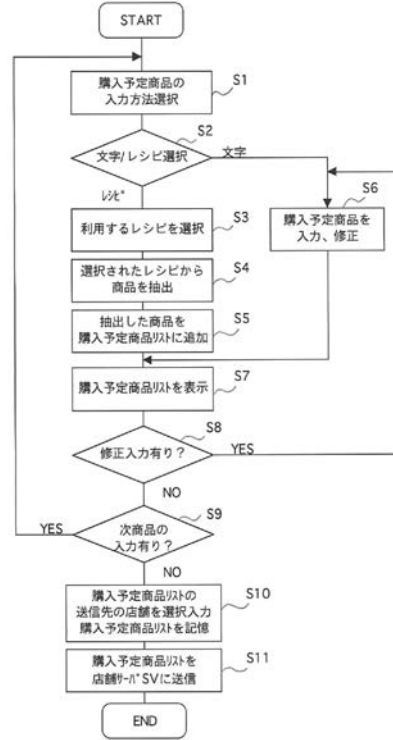 START
購入予定商品の
入力方法選択
S1
S2
文字/レシピ選択
文字
レシピ
S3
利用するレシピを選択
S6
購入予定商品を
入力、修正
S4
選択されたレシピから
商品を抽出
S5
抽出した商品を
購入予定商品リストに追加
S7
購入予定商品リストを表示
S8
修正入力有り?
YES
NO
S9
次商品の
入力有り?
YES
NO
S10
購入予定商品リストの
送信先の店舗を選択入力
購入予定商品リストを記憶
S11
購入予定商品リストを
店舗サーバSVに送信
END